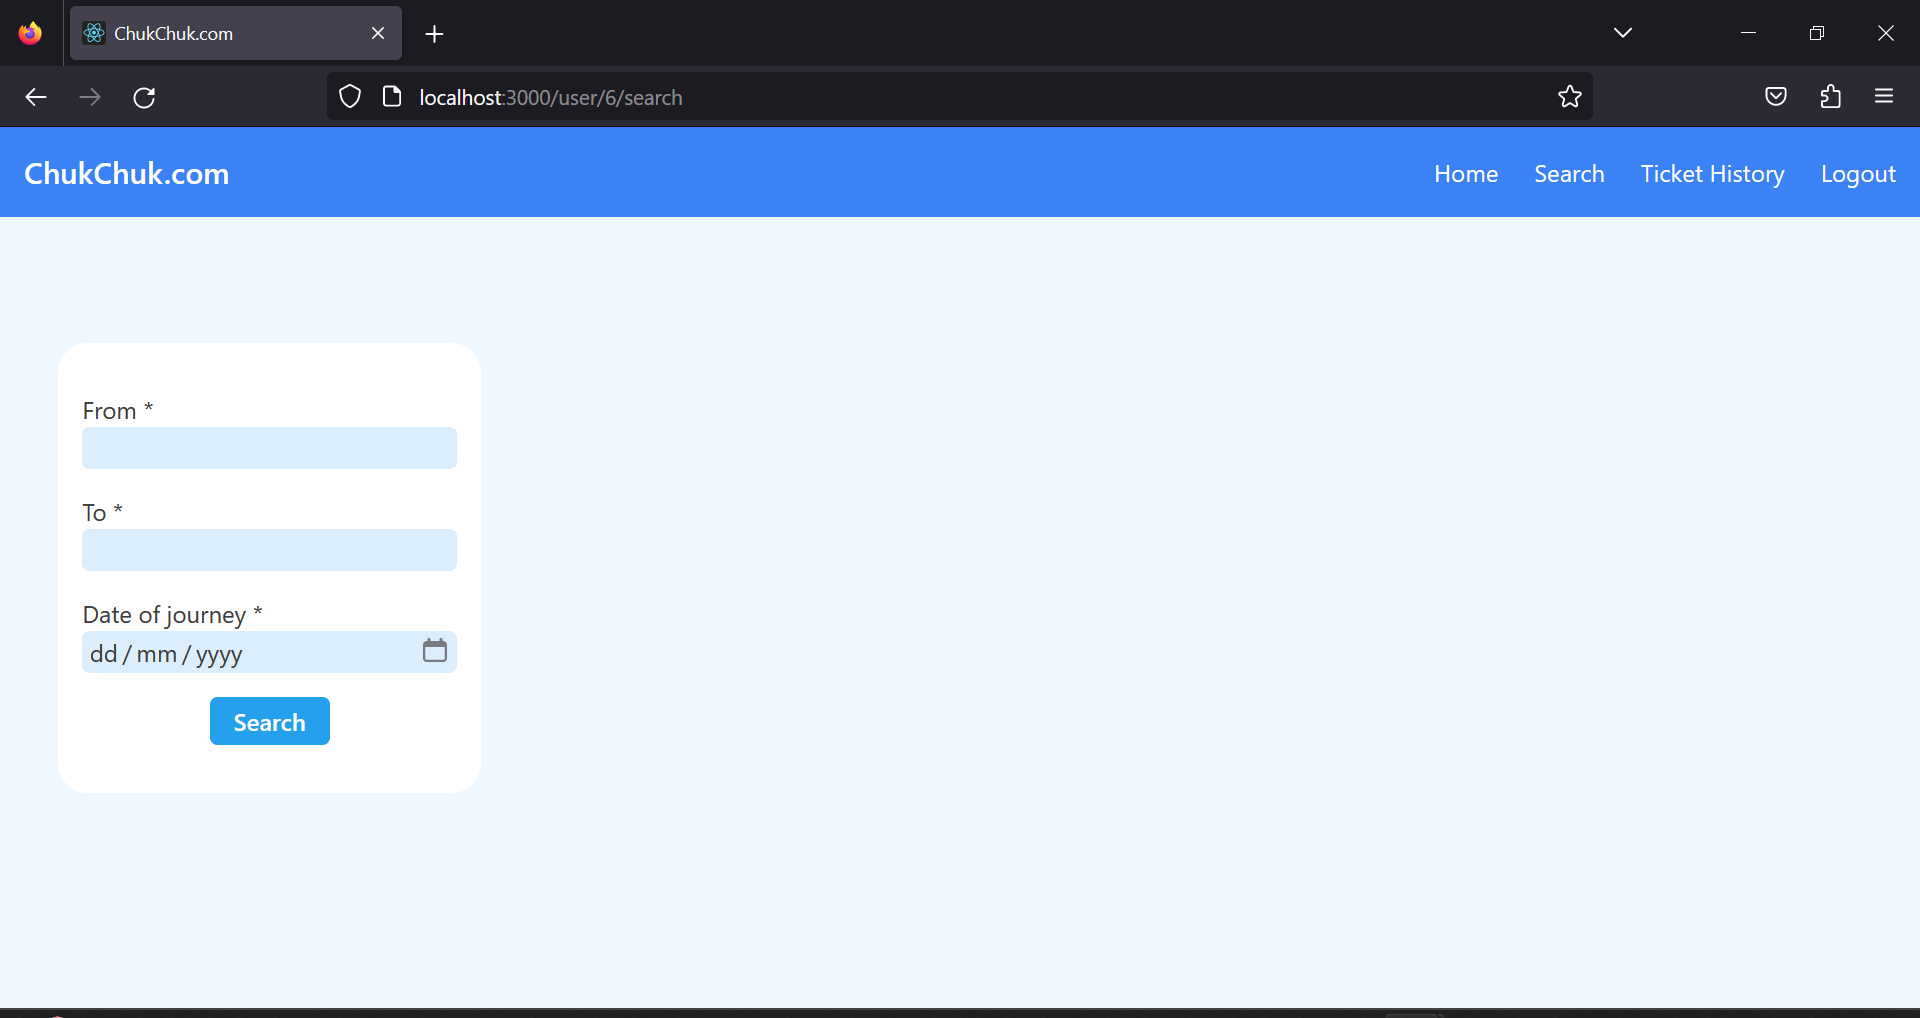 ChukChuk.com
localhost:3000/user/6/search
ChukChuk.com
Home Search Ticket History Logout
From *
To *
Date of journey *
dd / mm / yyyy
Search